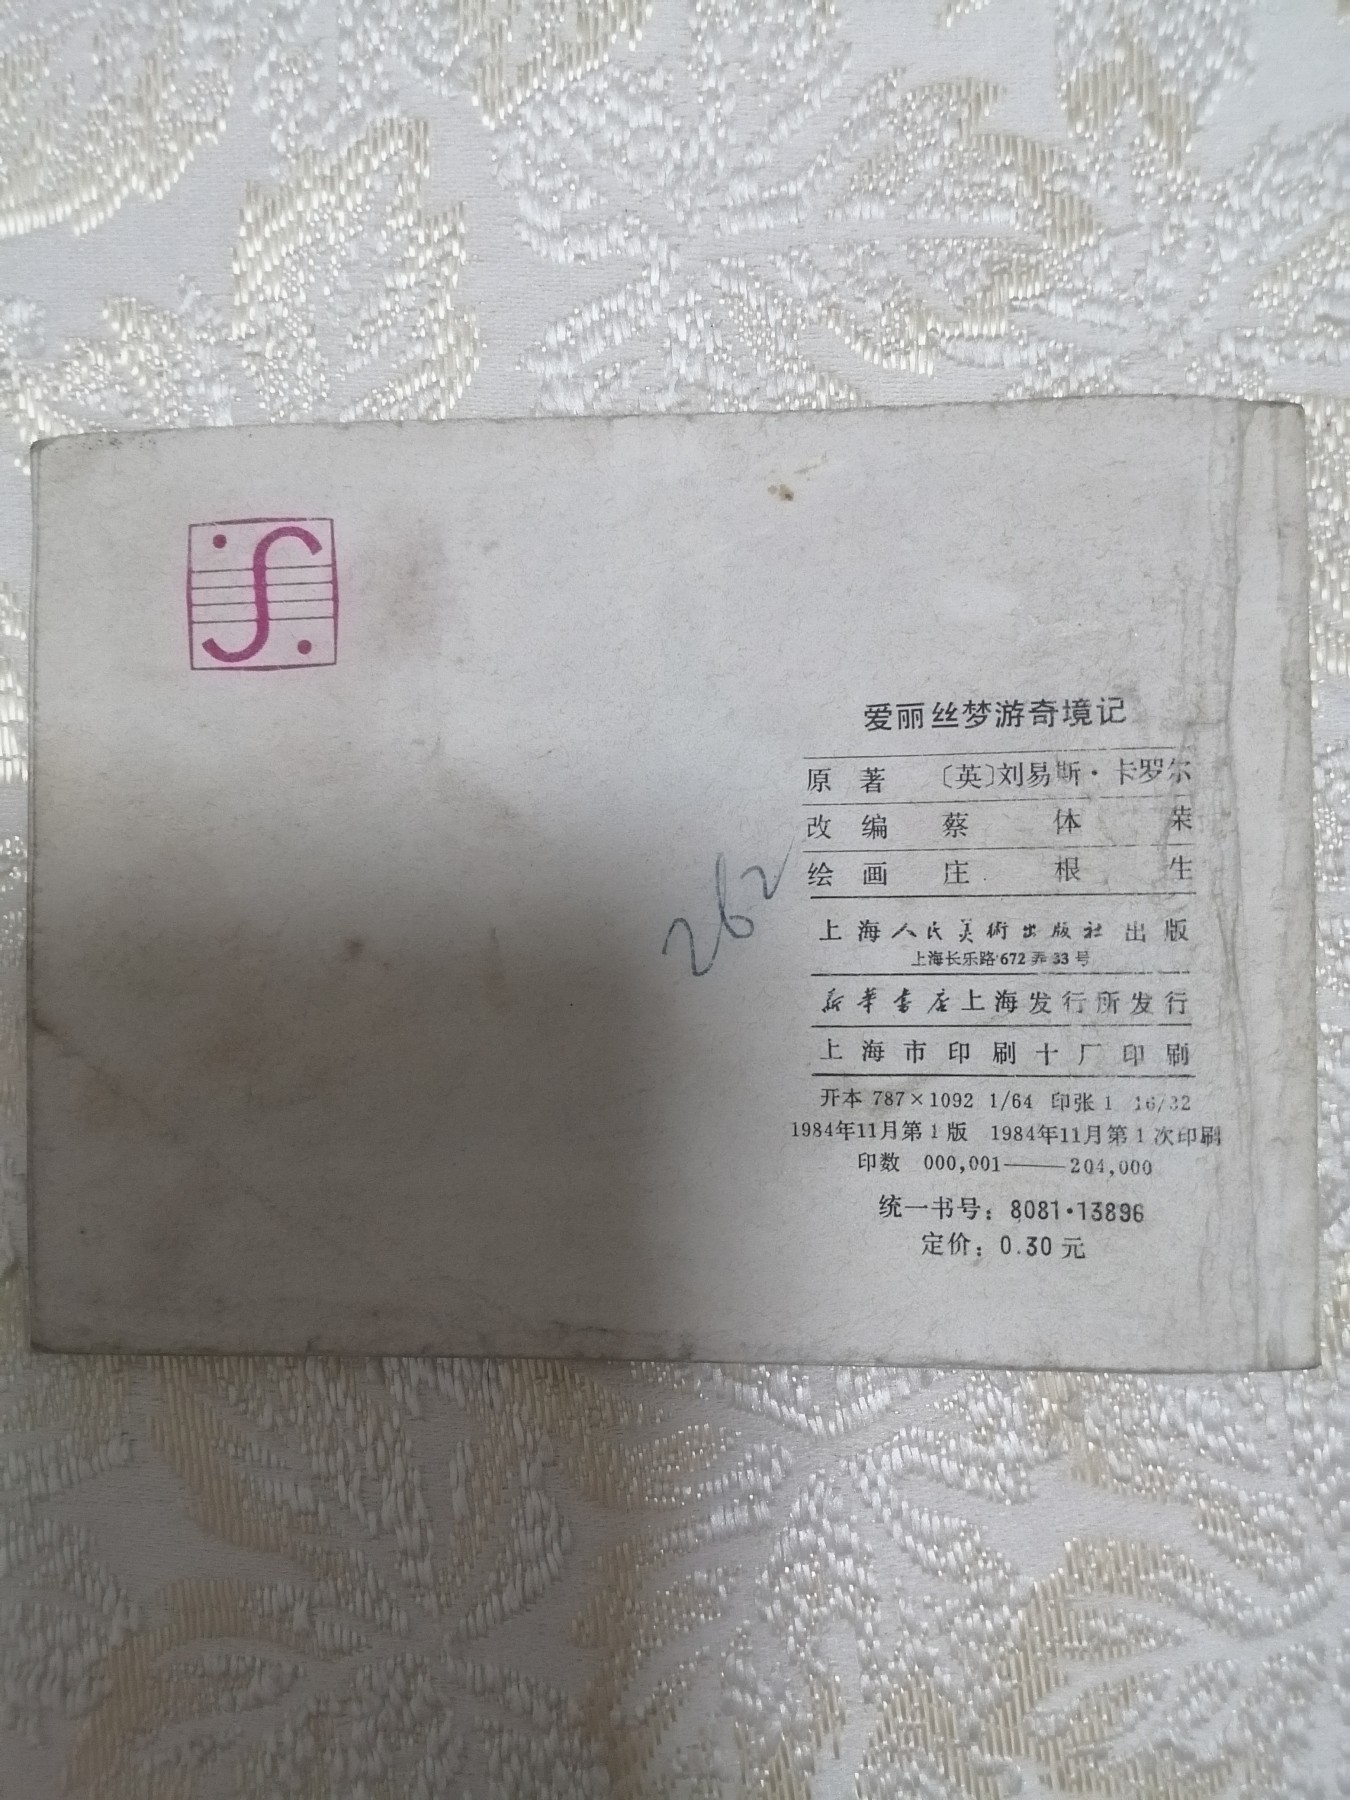 爱丽丝梦游奇境记
原著 〔英〕刘易斯·卡罗尔
改编 蔡体荣
绘画 庄根生
262
上海人民美術出版社出版
上海长乐路672弄33号
新华书店上海发行所发行
上海市印刷十厂印刷
开本 787×1092 1/64 印张 1 16/32
1984年11月第1版 1984年11月第1次印刷
印数 000,001——204,000
统一书号：8081·13896
定价：0.30元